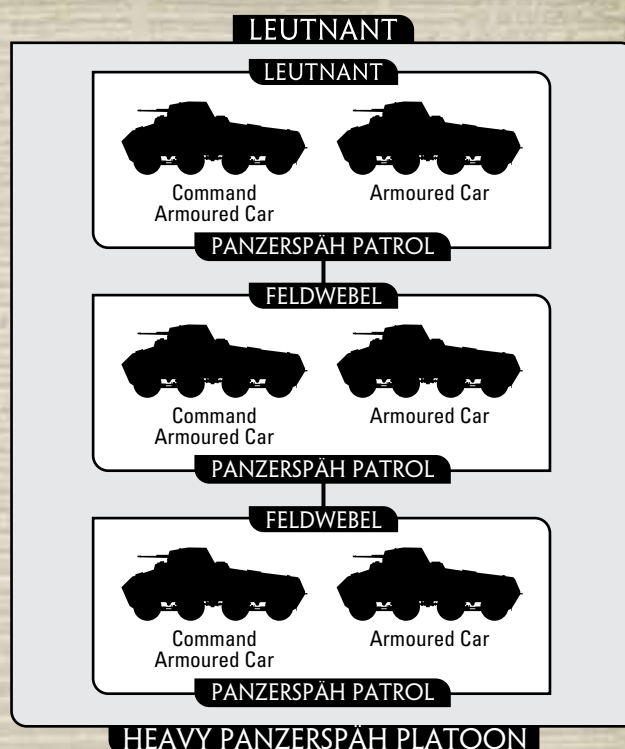 LEUTNANT
LEUTNANT
Command
Armoured Car
Armoured Car
PANZERSPÄH PATROL
FELDWEBEL
Command
Armoured Car
Armoured Car
PANZERSPÄH PATROL
FELDWEBEL
Command
Armoured Car
Armoured Car
PANZERSPÄH PATROL
HEAVY PANZERSPÄH PLATOON